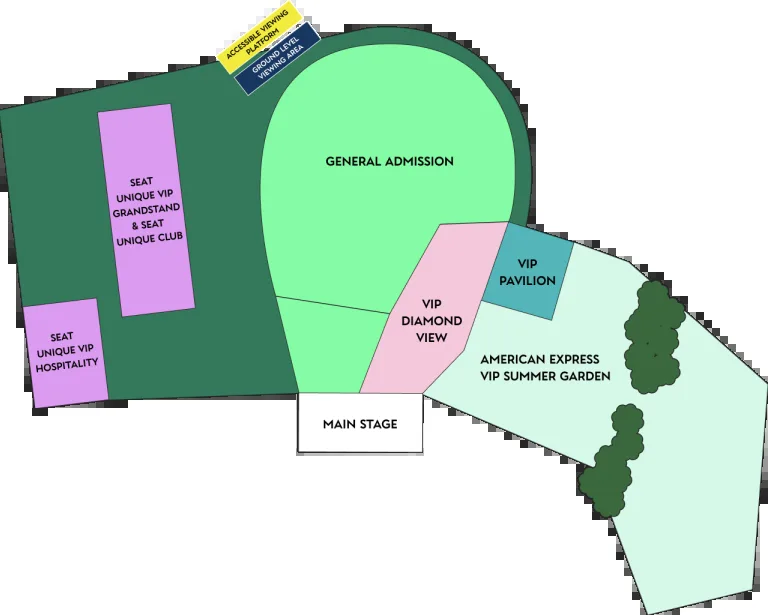 ACCESSIBLE VIEWING
PLATFORM
GROUND LEVEL
VIEWING AREA
GENERAL ADMISSION
SEAT
UNIQUE VIP
GRANDSTAND
& SEAT
UNIQUE CLUB
VIP
PAVILION
VIP
DIAMOND
VIEW
SEAT
UNIQUE VIP
HOSPITALITY
AMERICAN EXPRESS
VIP SUMMER GARDEN
MAIN STAGE